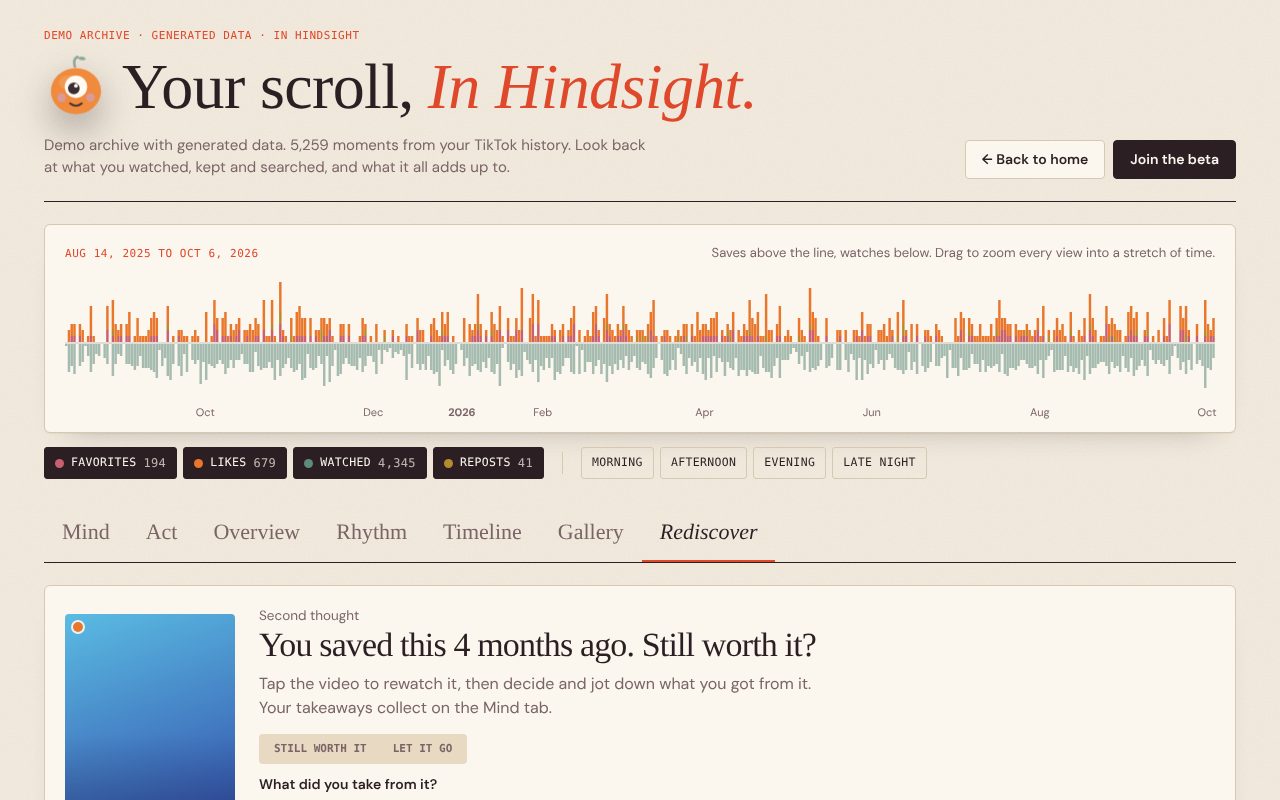 DEMO ARCHIVE · GENERATED DATA · IN HINDSIGHT
Your scroll, In Hindsight.
Demo archive with generated data. 5,259 moments from your TikTok history. Look back
at what you watched, kept and searched, and what it all adds up to.
← Back to home
Join the beta
AUG 14, 2025 TO OCT 6, 2026
Saves above the line, watches below. Drag to zoom every view into a stretch of time.
Oct Dec 2026 Feb Apr Jun Aug Oct
FAVORITES 194 LIKES 679 WATCHED 4,345 REPOSTS 41 MORNING AFTERNOON EVENING LATE NIGHT
Mind Act Overview Rhythm Timeline Gallery Rediscover
Second thought
You saved this 4 months ago. Still worth it?
Tap the video to rewatch it, then decide and jot down what you got from it.
Your takeaways collect on the Mind tab.
STILL WORTH IT LET IT GO
What did you take from it?